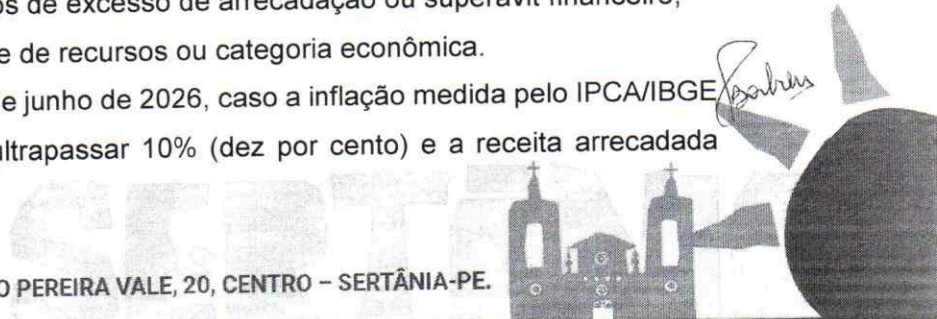 os de excesso de arrecadação ou superávit financeiro,
e de recursos ou categoria econômica.
e junho de 2026, caso a inflação medida pelo IPCA/IBGE
ultrapassar 10% (dez por cento) e a receita arrecadada
O PEREIRA VALE, 20, CENTRO – SERTÂNIA-PE.